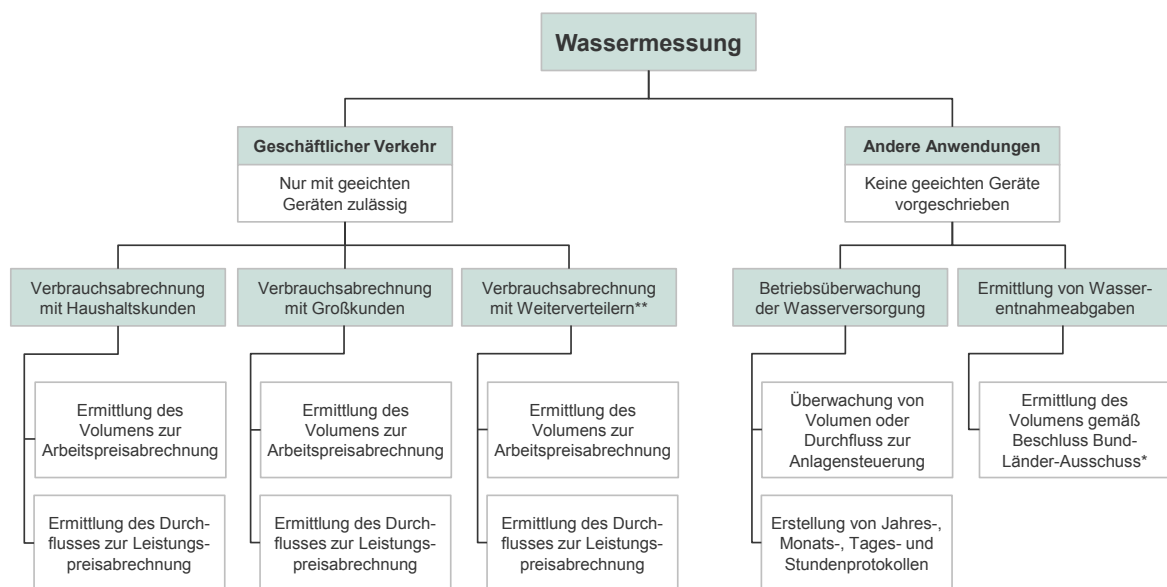 Wassermessung
Geschäftlicher Verkehr
Nur mit geeichten
Geräten zulässig
Andere Anwendungen
Keine geeichten Geräte
vorgeschrieben
Verbrauchsabrechnung
mit Haushaltskunden
Verbrauchsabrechnung
mit Großkunden
Verbrauchsabrechnung
mit Weiterverteilern**
Betriebsüberwachung
der Wasserversorgung
Ermittlung von Wasser-
entnahmeabgaben
Ermittlung des
Volumens zur
Arbeitspreisabrechnung
Ermittlung des
Volumens zur
Arbeitspreisabrechnung
Ermittlung des
Volumens zur
Arbeitspreisabrechnung
Überwachung von
Volumen oder
Durchfluss zur
Anlagensteuerung
Ermittlung des
Volumens gemäß
Beschluss Bund-
Länder-Ausschuss*
Ermittlung des Durch-
flusses zur Leistungs-
preisabrechnung
Ermittlung des Durch-
flusses zur Leistungs-
preisabrechnung
Ermittlung des Durch-
flusses zur Leistungs-
preisabrechnung
Erstellung von Jahres-,
Monats-, Tages- und
Stundenprotokollen